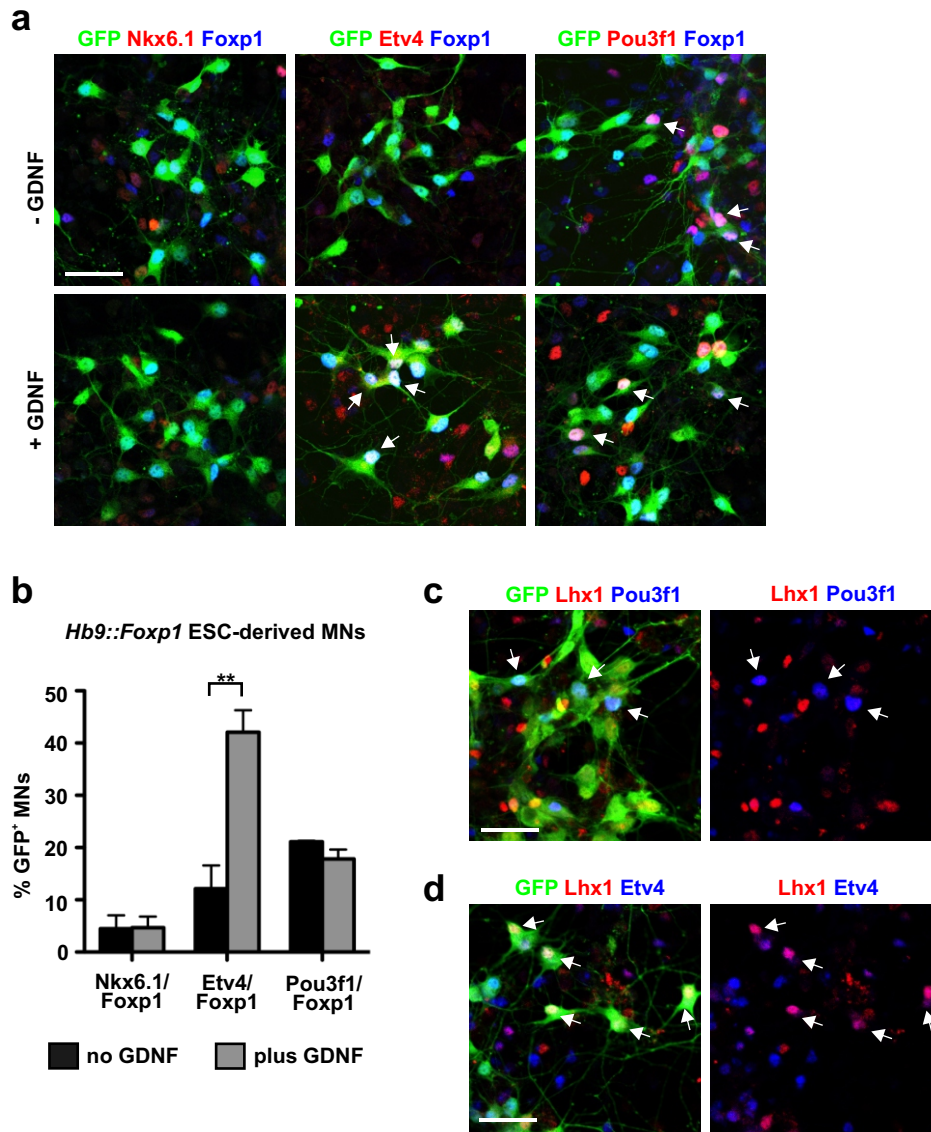 a
GFP Nkx6.1 Foxp1
GFP Etv4 Foxp1
GFP Pou3f1 Foxp1
- GDNF
+ GDNF
b
Hb9::Foxp1 ESC-derived MNs
**
% GFP+ MNs
50
40
30
20
10
0
Nkx6.1/
Foxp1
Etv4/
Foxp1
Pou3f1/
Foxp1
no GDNF
plus GDNF
c
GFP Lhx1 Pou3f1
Lhx1 Pou3f1
d
GFP Lhx1 Etv4
Lhx1 Etv4